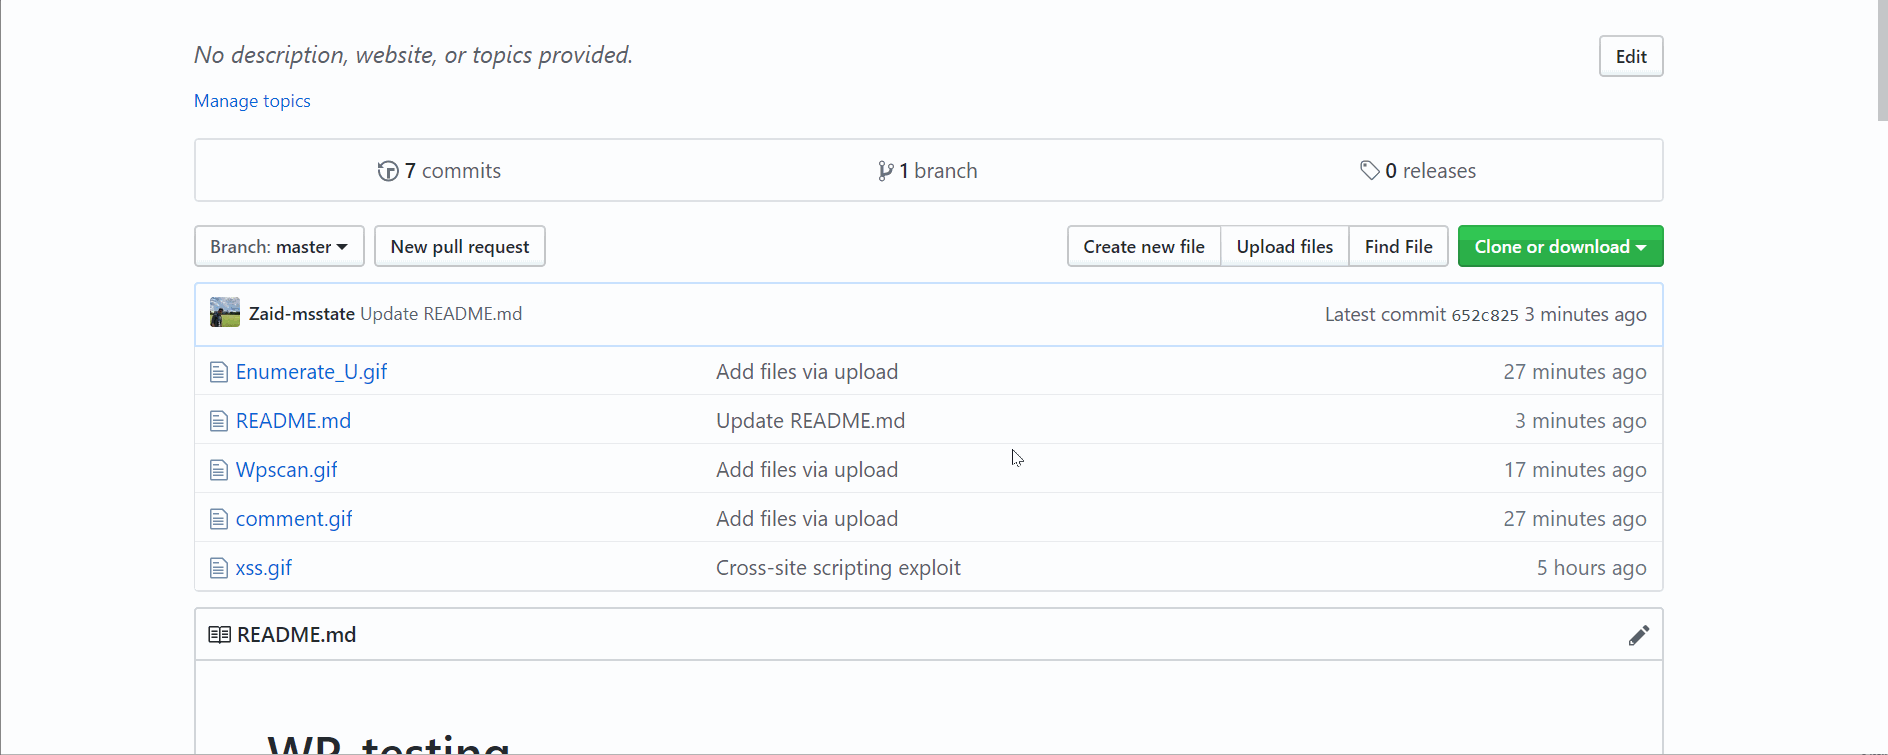 No description, website, or topics provided.
Edit
Manage topics
7 commits
1 branch
0 releases
Branch: master
New pull request
Create new file
Upload files
Find File
Clone or download
Zaid-msstate Update README.md
Latest commit 652c825 3 minutes ago
Enumerate_U.gif Add files via upload 27 minutes ago
README.md Update README.md 3 minutes ago
Wpscan.gif Add files via upload 17 minutes ago
comment.gif Add files via upload 27 minutes ago
xss.gif Cross-site scripting exploit 5 hours ago
README.md
WP testing